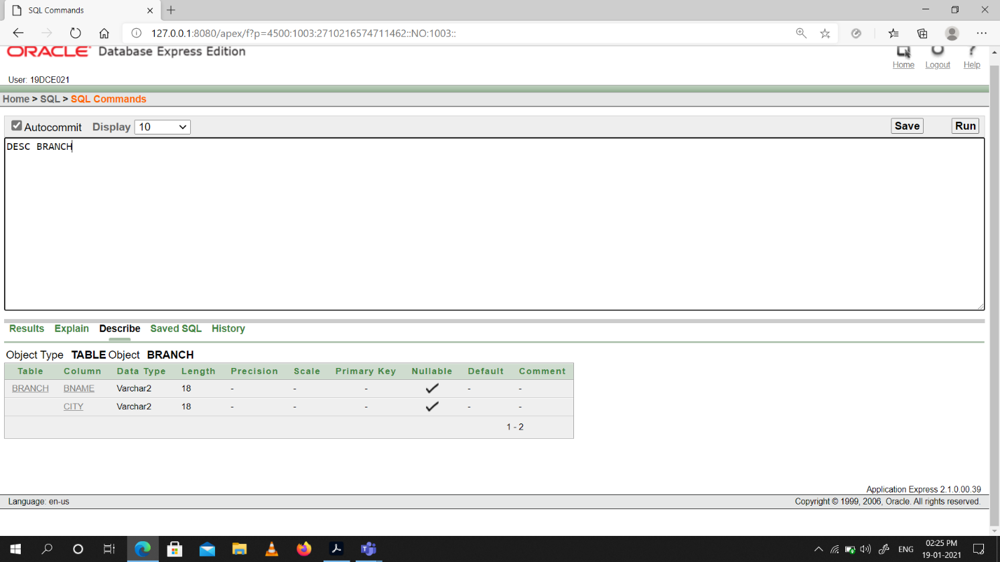 SQL Commands
127.0.0.1:8080/apex/f?p=4500:1003:2710216574711462::NO:1003::
ORACLE Database Express Edition
Home Logout Help
User: 19DCE021
Home > SQL > SQL Commands
Autocommit Display 10 Save Run
DESC BRANCH
Results Explain Describe Saved SQL History
Object Type TABLE Object BRANCH
Table Column Data Type Length Precision Scale Primary Key Nullable Default Comment
BRANCH BNAME Varchar2 18 - - - - -
CITY Varchar2 18 - - - - -
1 - 2
Application Express 2.1.0.00.39
Language: en-us Copyright © 1999, 2006, Oracle. All rights reserved.
ENG 02:25 PM
19-01-2021